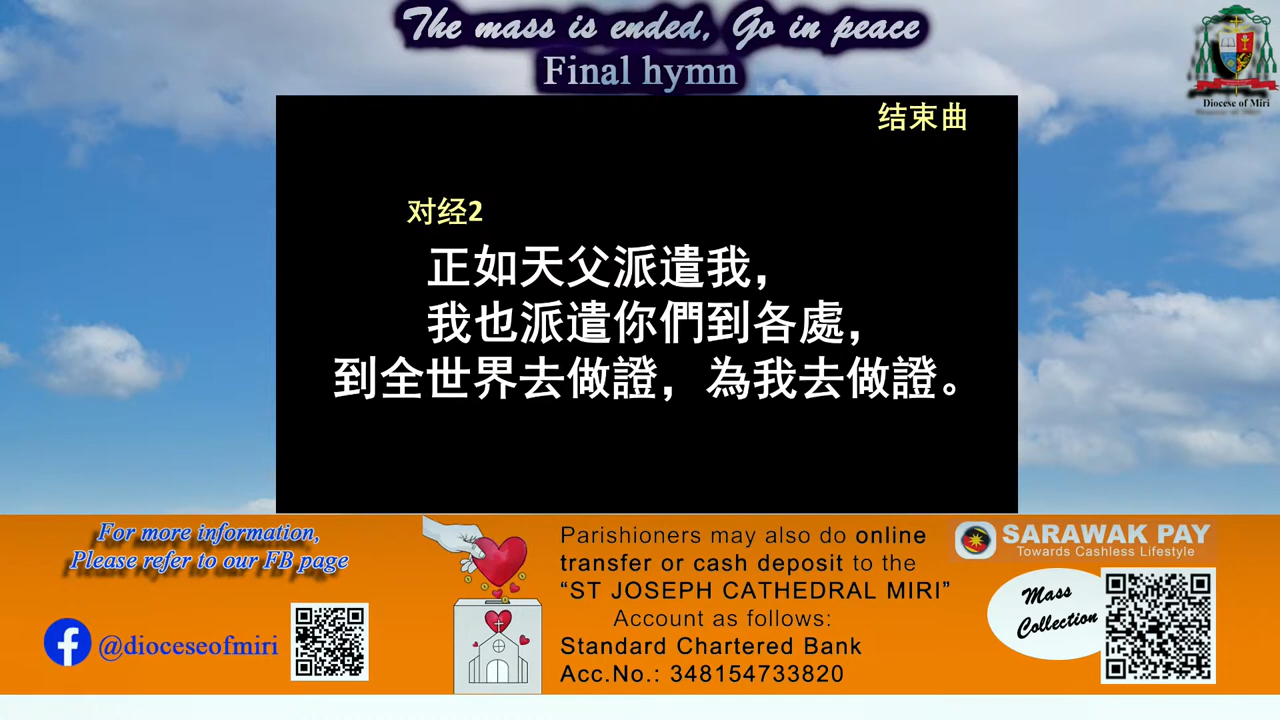 The mass is ended, Go in peace
Final hymn
Diocese of Miri
结束曲
对经2
正如天父派遣我，
我也派遣你們到各處，
到全世界去做證，為我去做證。
For more information,
Please refer to our FB page
@dioceseofmiri
Parishioners may also do online
transfer or cash deposit to the
“ST JOSEPH CATHEDRAL MIRI”
Account as follows:
Standard Chartered Bank
Acc.No.: 348154733820
SARAWAK PAY
Towards Cashless Lifestyle
Mass
Collection